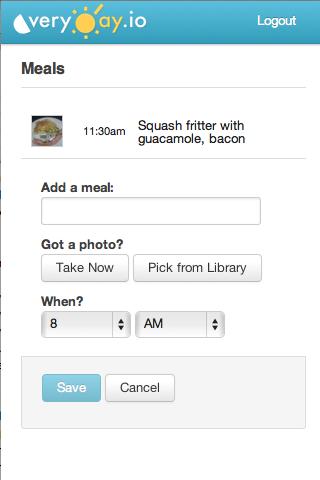 veryday.io
Logout
Meals
11:30am
Squash fritter with
guacamole, bacon
Add a meal:
Got a photo?
Take Now
Pick from Library
When?
8
AM
Save
Cancel